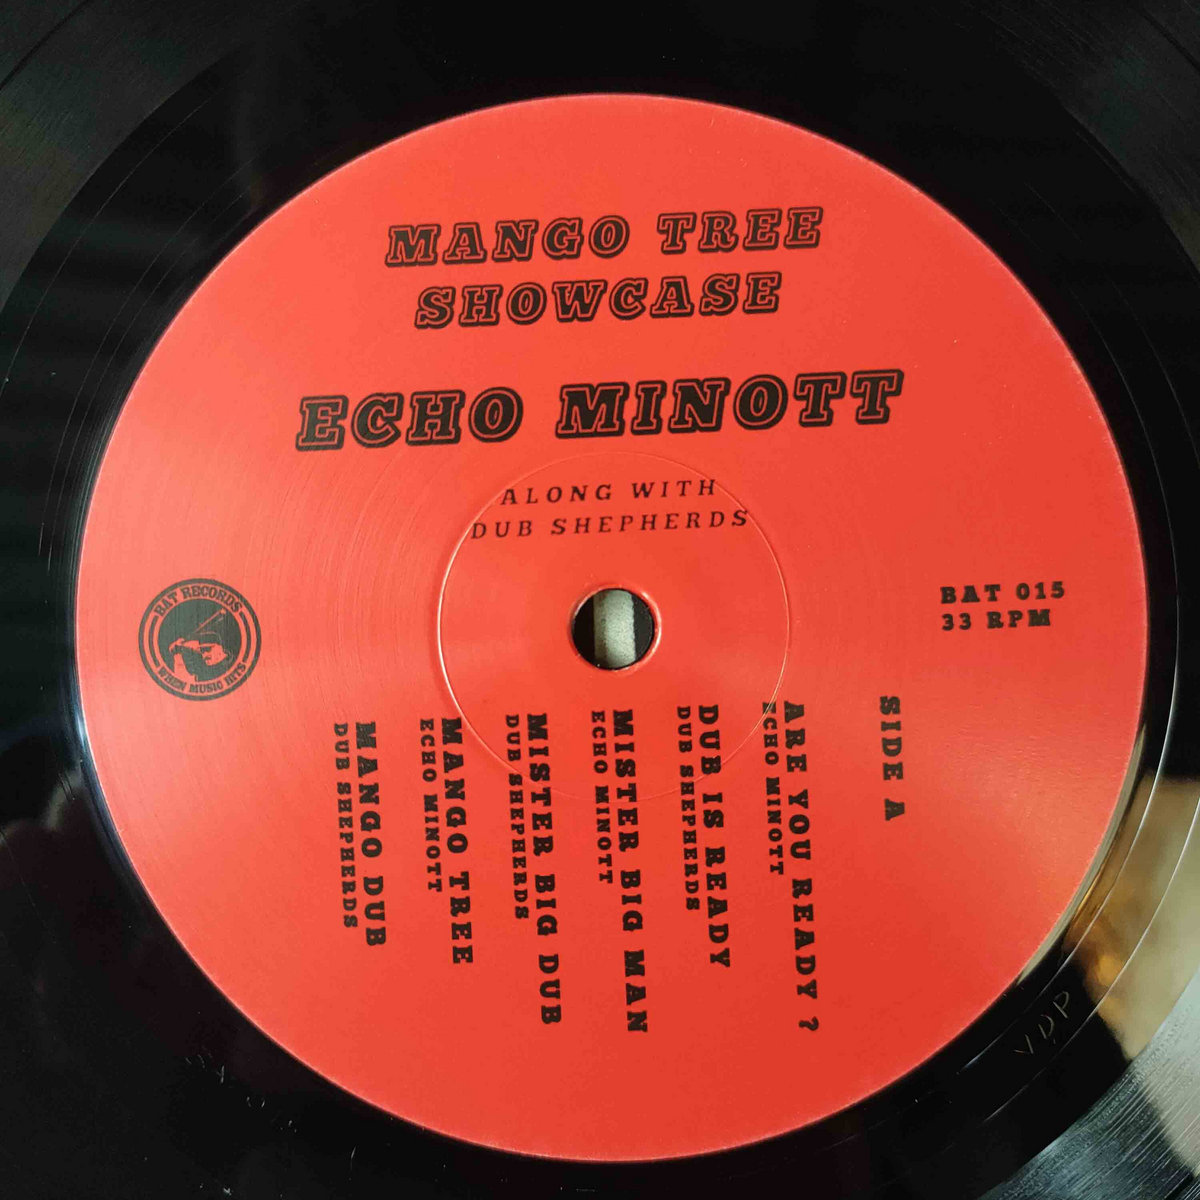 MANGO TREE
SHOWCASE
ECHO MINOTT
ALONG WITH
DUB SHEPHERDS
BAT RECORDS
WHEN MUSIC HITS
BAT 015
33 RPM
SIDE A
ARE YOU READY ?
ECHO MINOTT
DUB IS READY
DUB SHEPHERDS
MISTER BIG MAN
ECHO MINOTT
MISTER BIG DUB
DUB SHEPHERDS
MANGO TREE
ECHO MINOTT
MANGO DUB
DUB SHEPHERDS
VDP